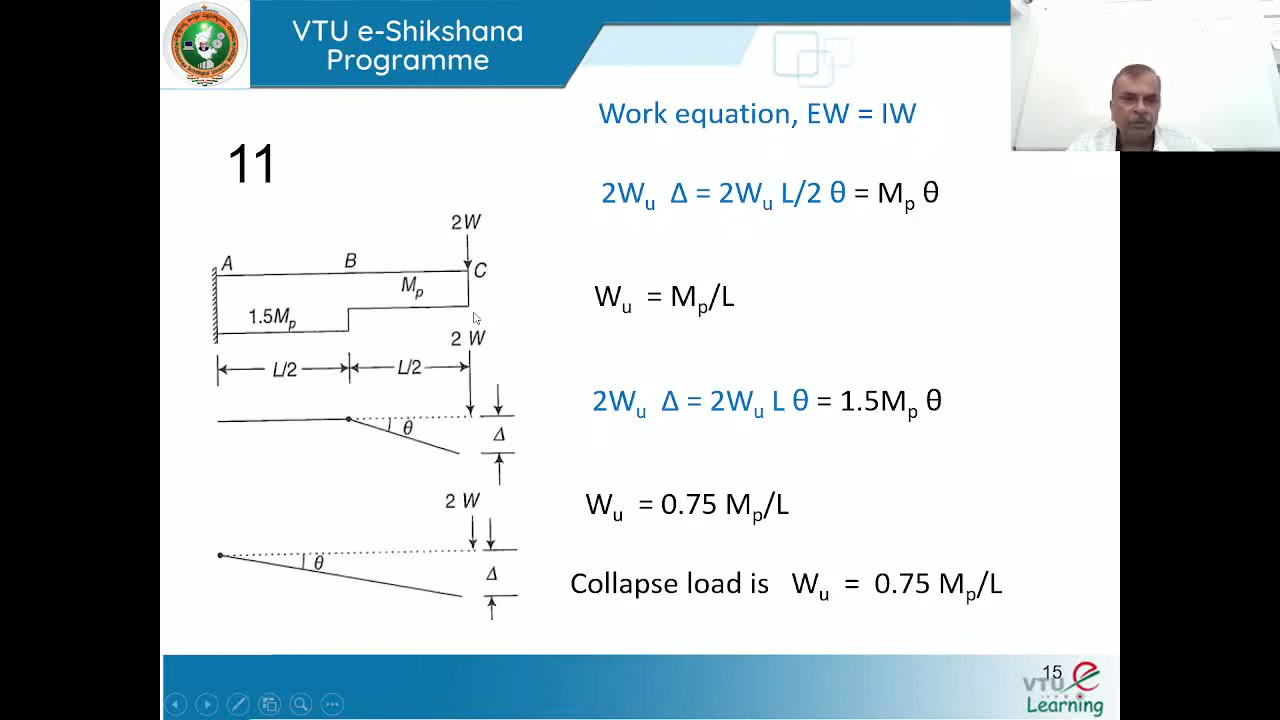 VTU e-Shikshana
Programme
Work equation, EW = IW
11
2Wu Δ = 2Wu L/2 θ = Mp θ
2W
A
B
C
Mp
1.5Mp
Wu = Mp/L
2 W
L/2
L/2
2Wu Δ = 2Wu L θ = 1.5Mp θ
θ
Δ
2 W
Wu = 0.75 Mp/L
θ
Δ
Collapse load is Wu = 0.75 Mp/L
15
VTU e
Learning